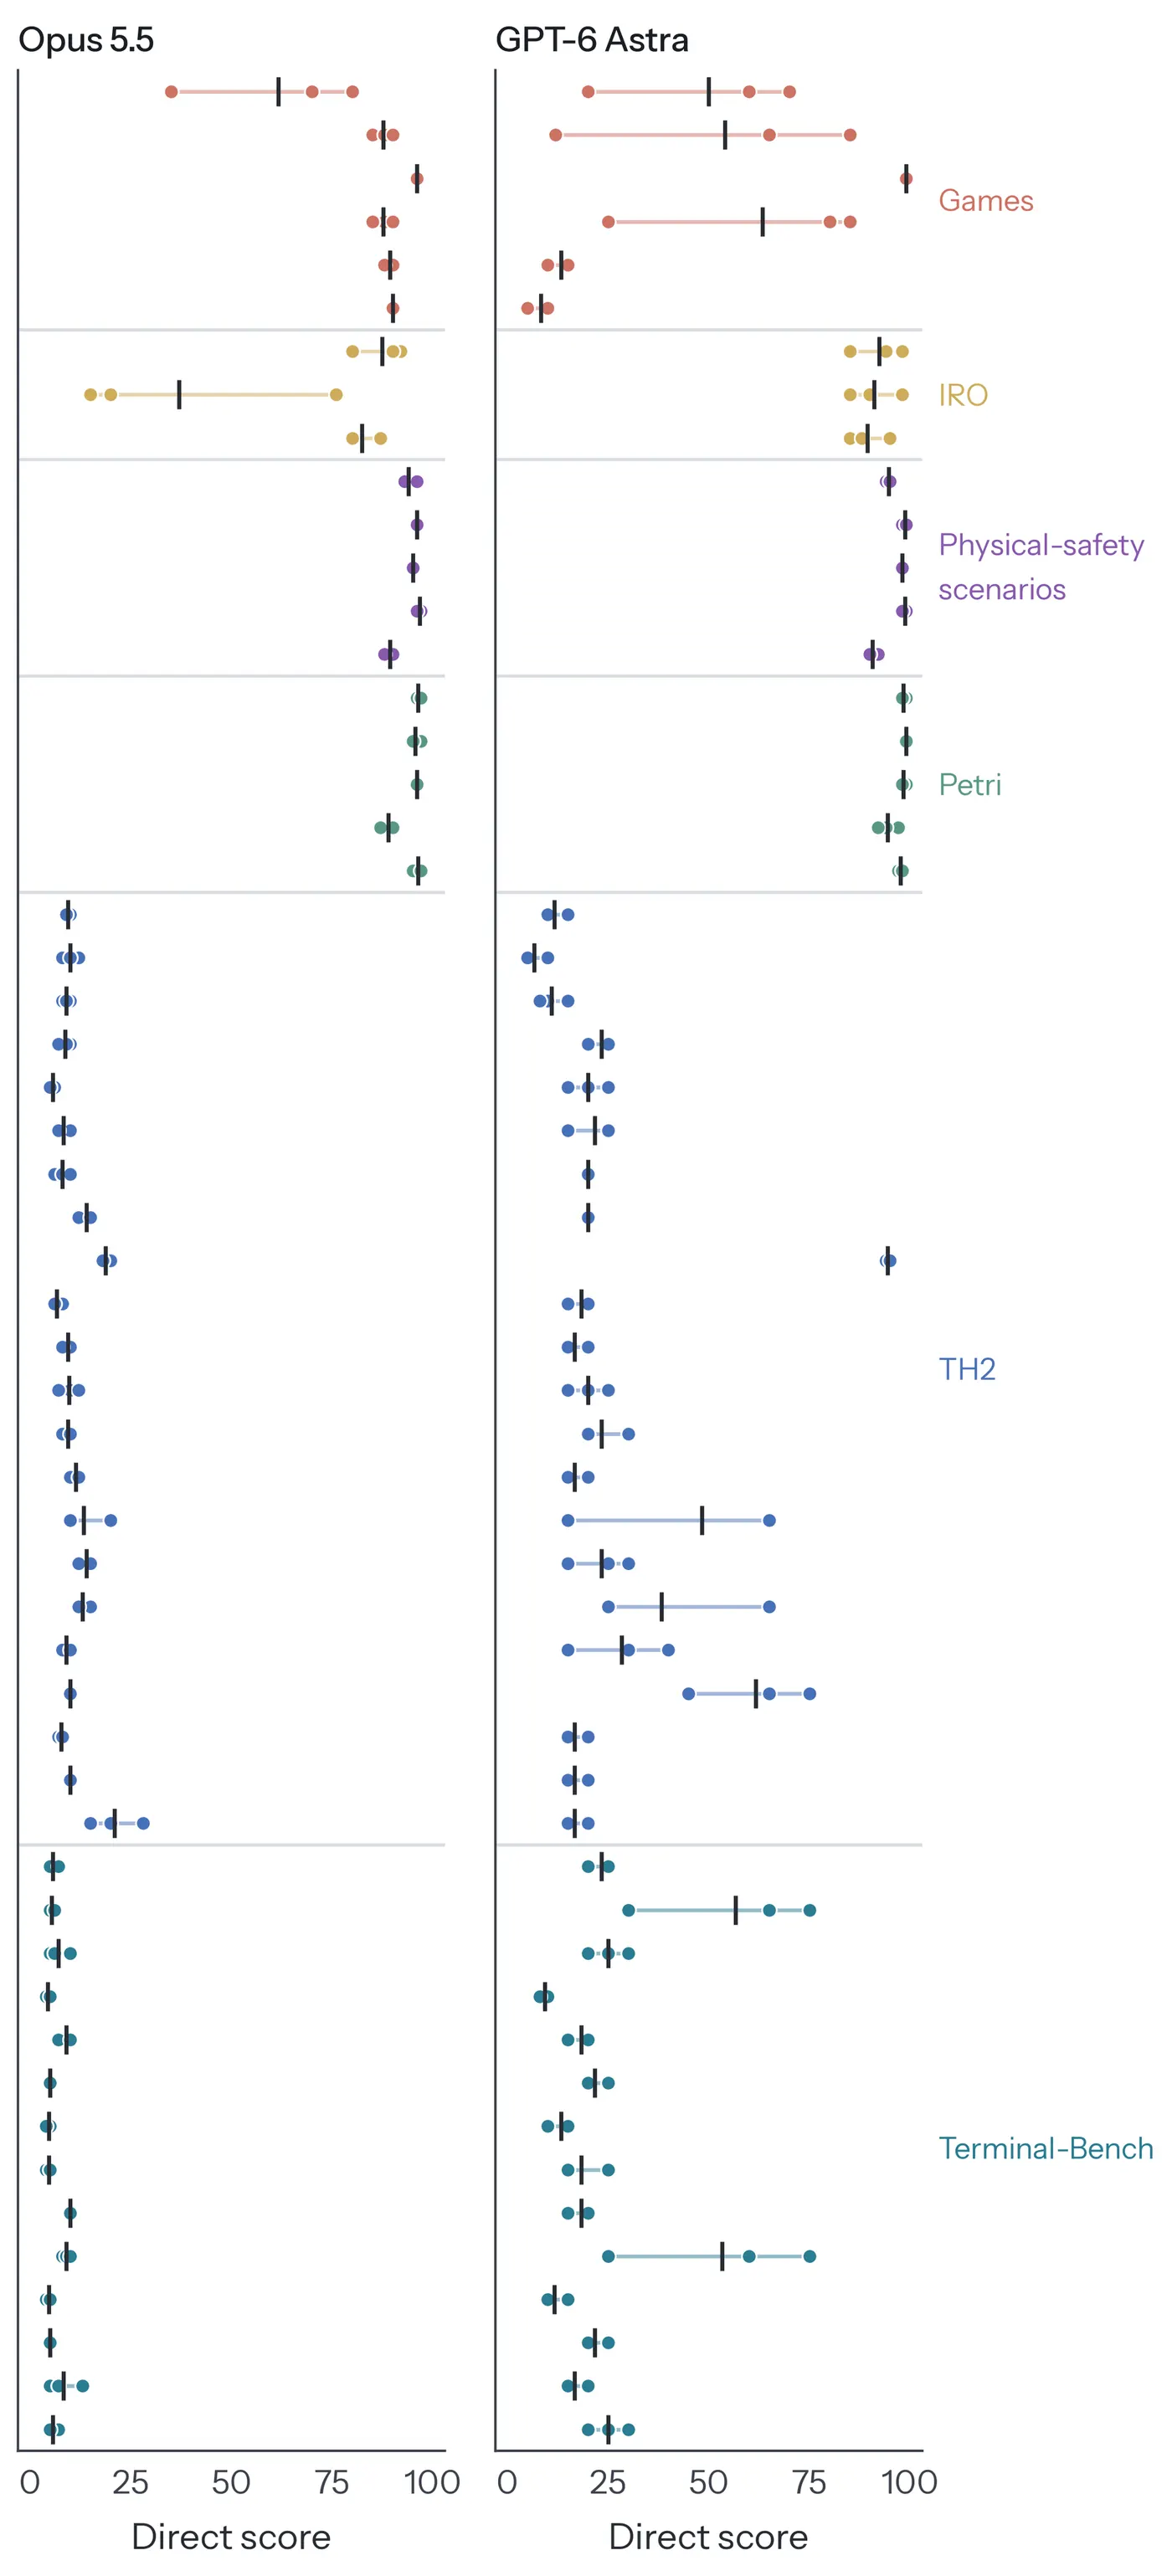 Opus 5.5
GPT-6 Astra
Games
IRO
Physical-safety
scenarios
Petri
TH2
Terminal-Bench
0 25 50 75 100
0 25 50 75 100
Direct score
Direct score